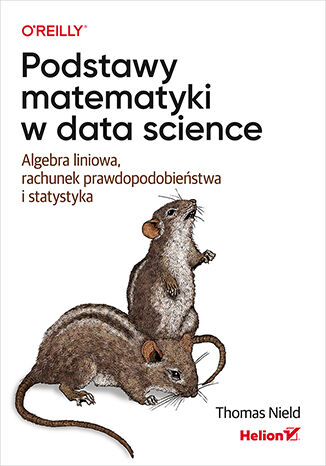 O'REILLY®
Podstawy
matematyki
w data science
Algebra liniowa,
rachunek prawdopodobieństwa
i statystyka
Thomas Nield
Helion